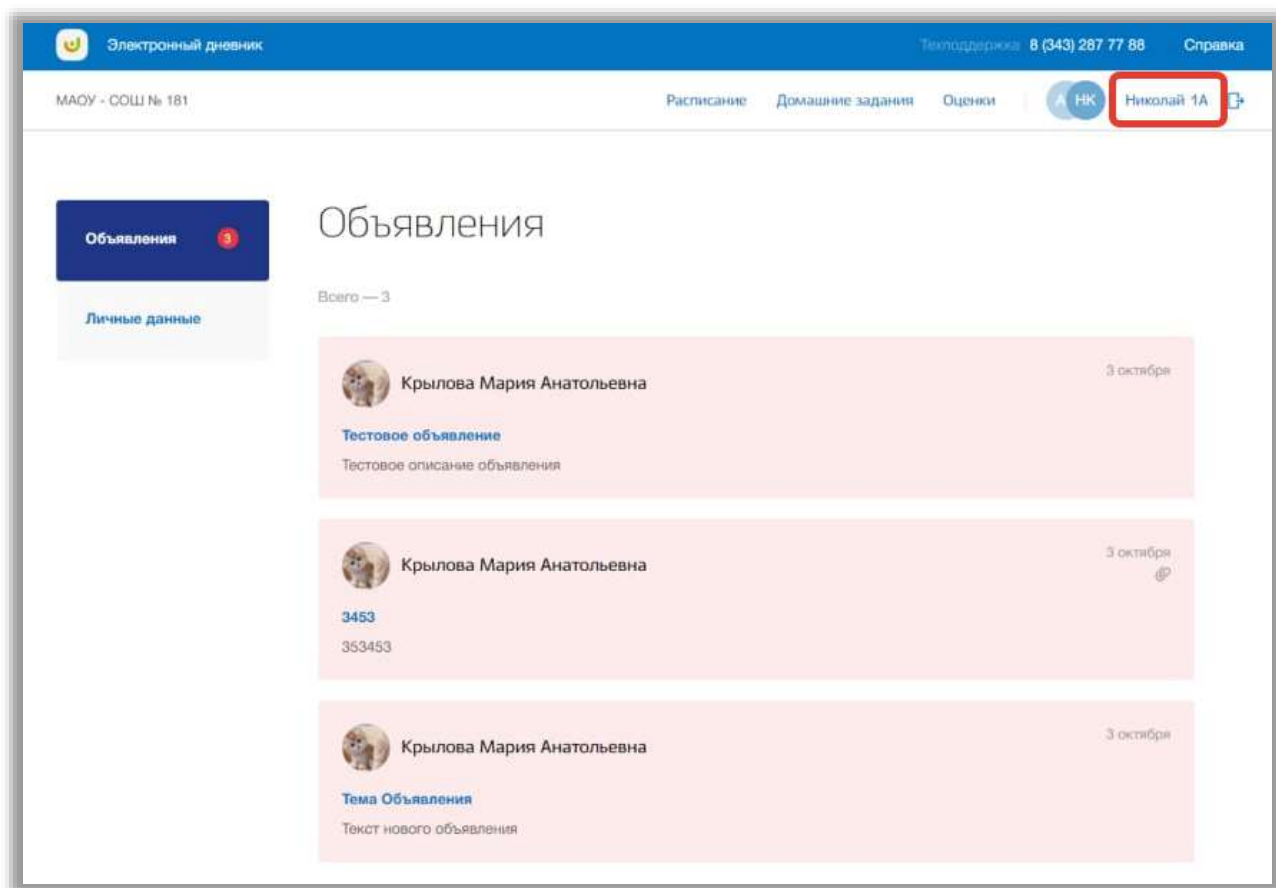 Электронный дневник
Техподдержка 8 (343) 287 77 88 Справка
МАОУ - СОШ № 181
Расписание Домашние задания Оценки А НК Николай 1А
Объявления 3
Личные данные
Объявления
Всего — 3
Крылова Мария Анатольевна 3 октября
Тестовое объявление
Тестовое описание объявления
Крылова Мария Анатольевна 3 октября
3453
353453
Крылова Мария Анатольевна 3 октября
Тема Объявления
Текст нового объявления